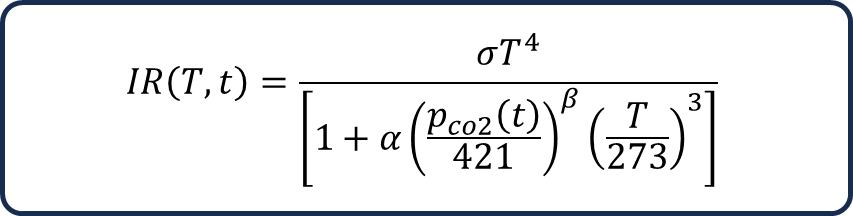 IR(T, t) = σT⁴ / [1 + α (p_co2(t) / 421)^β (T / 273)³]